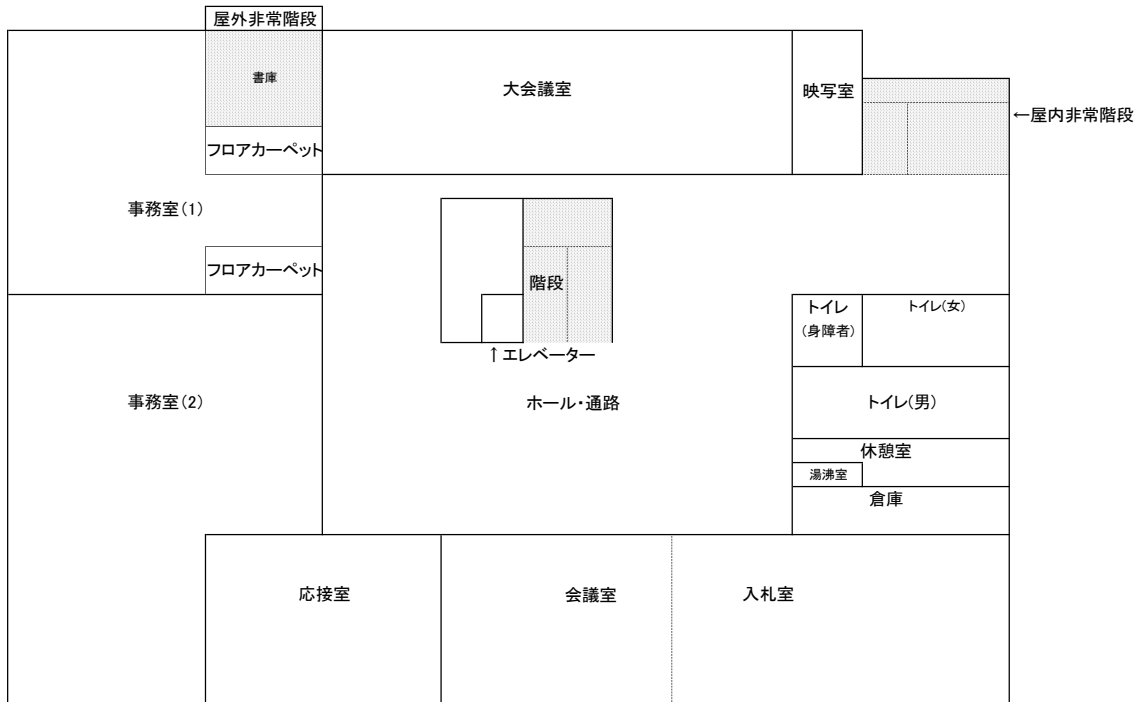 屋外非常階段
書庫
大会議室
映写室
←屋内非常階段
フロアカーペット
事務室(1)
フロアカーペット
階段
トイレ
(身障者)
トイレ(女)
↑エレベーター
事務室(2)
ホール・通路
トイレ(男)
休憩室
湯沸室
倉庫
応接室
会議室
入札室